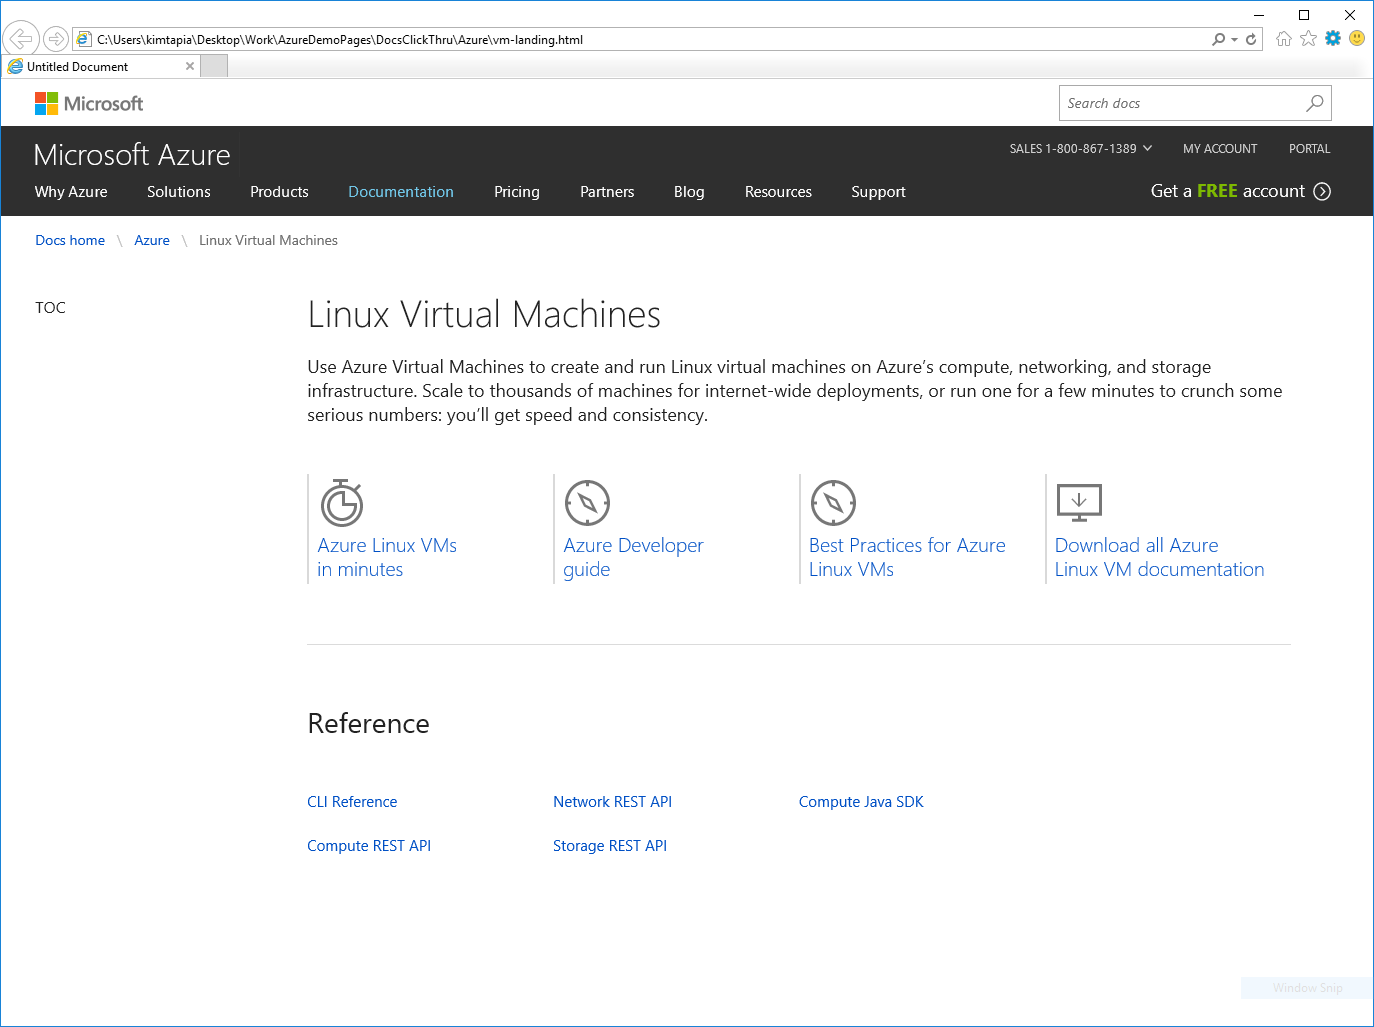 C:\Users\kimtapia\Desktop\Work\AzureDemoPages\DocsClickThru\Azure\vm-landing.html
Untitled Document
Microsoft
Search docs
Microsoft Azure
SALES 1-800-867-1389
MY ACCOUNT
PORTAL
Why Azure
Solutions
Products
Documentation
Pricing
Partners
Blog
Resources
Support
Get a FREE account
Docs home \ Azure \ Linux Virtual Machines
TOC
Linux Virtual Machines
Use Azure Virtual Machines to create and run Linux virtual machines on Azure’s compute, networking, and storage
infrastructure. Scale to thousands of machines for internet-wide deployments, or run one for a few minutes to crunch some
serious numbers: you’ll get speed and consistency.
Azure Linux VMs
in minutes
Azure Developer
guide
Best Practices for Azure
Linux VMs
Download all Azure
Linux VM documentation
Reference
CLI Reference
Network REST API
Compute Java SDK
Compute REST API
Storage REST API
Window Snip